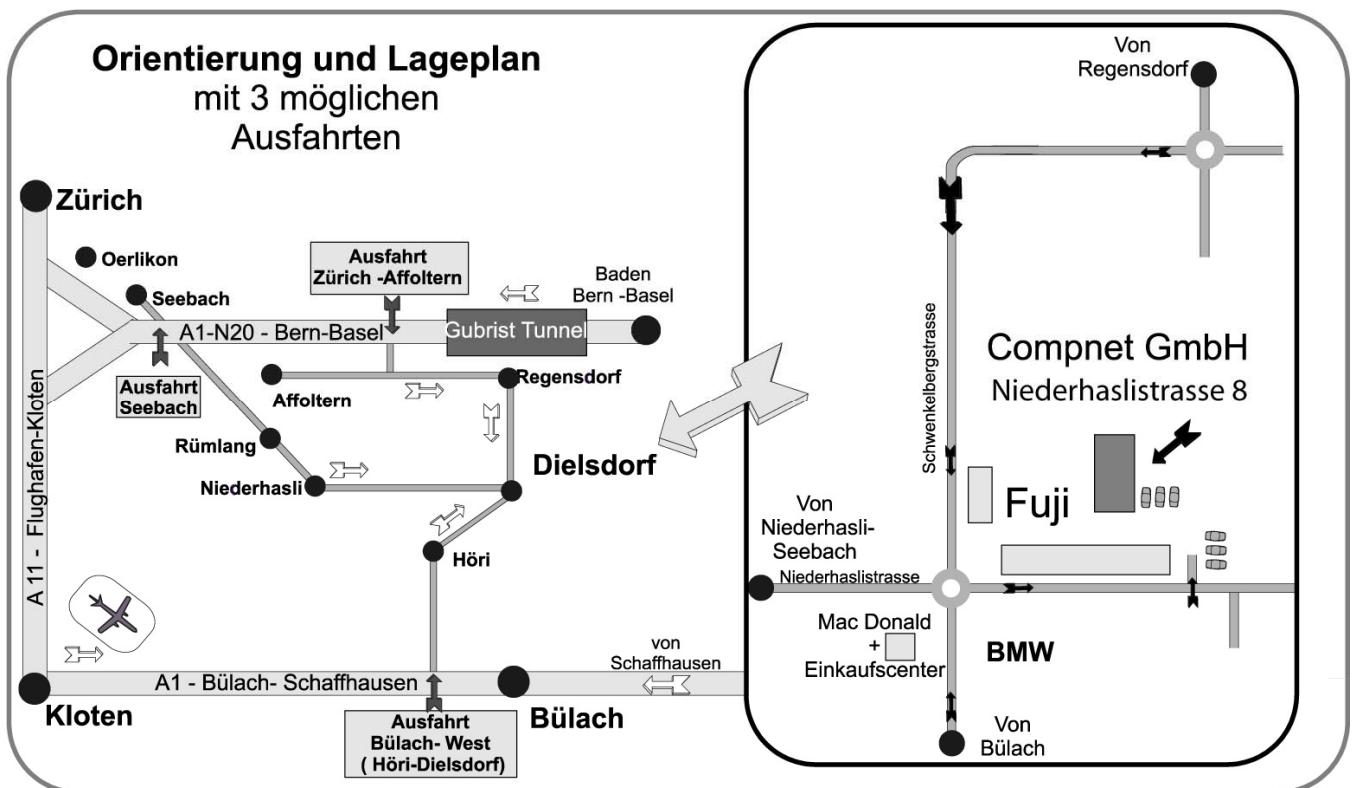 Orientierung und Lageplan
mit 3 möglichen
Ausfahrten
Zürich
Oerlikon
Seebach
Ausfahrt
Zürich -Affoltern
Baden
Bern -Basel
A1-N20 - Bern-Basel
Gubrist Tunnel
Ausfahrt
Seebach
Affoltern
Regensdorf
Rümlang
Niederhasli
Dielsdorf
Höri
A 11 - Flughafen-Kloten
von
Schaffhausen
A1 - Bülach- Schaffhausen
Kloten
Bülach
Ausfahrt
Bülach- West
( Höri-Dielsdorf)
Von
Regensdorf
Schwenkelbergstrasse
Compnet GmbH
Niederhaslistrasse 8
Fuji
Von
Niederhasli-
Seebach
Niederhaslistrasse
Mac Donald
+
Einkaufscenter
BMW
Von
Bülach